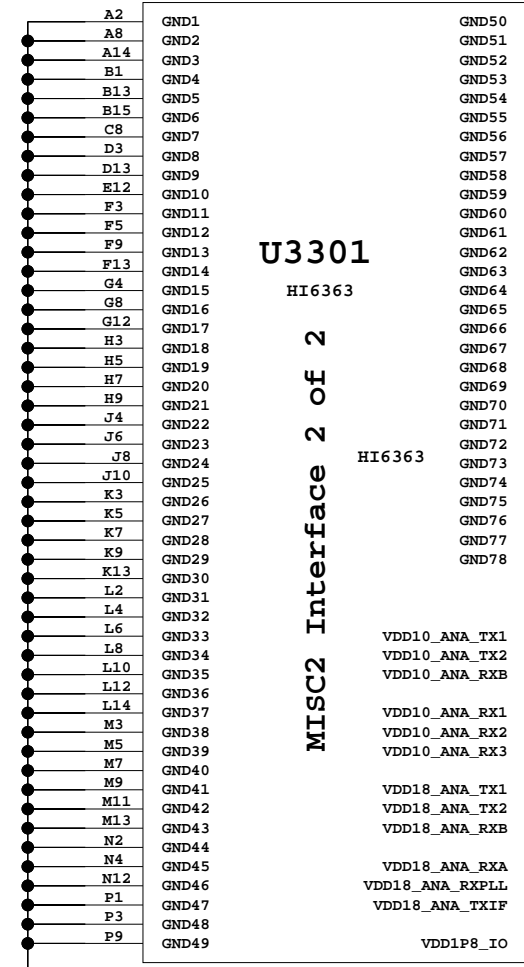 A2 GND1 GND50
A8 GND2 GND51
A14 GND3 GND52
B1 GND4 GND53
B13 GND5 GND54
B15 GND6 GND55
C8 GND7 GND56
D3 GND8 GND57
D13 GND9 GND58
E12 GND10 GND59
F3 GND11 GND60
F5 GND12 GND61
F9 GND13 GND62
F13 GND14 GND63
G4 GND15 GND64
G8 GND16 GND65
G12 GND17 GND66
H3 GND18 GND67
H5 GND19 GND68
H7 GND20 GND69
H9 GND21 GND70
J4 GND22 GND71
J6 GND23 GND72
J8 GND24 GND73
J10 GND25 GND74
K3 GND26 GND75
K5 GND27 GND76
K7 GND28 GND77
K9 GND29 GND78
K13 GND30
L2 GND31
L4 GND32
L6 GND33 VDD10_ANA_TX1
L8 GND34 VDD10_ANA_TX2
L10 GND35 VDD10_ANA_RXB
L12 GND36
L14 GND37 VDD10_ANA_RX1
M3 GND38 VDD10_ANA_RX2
M5 GND39 VDD10_ANA_RX3
M7 GND40
M9 GND41 VDD18_ANA_TX1
M11 GND42 VDD18_ANA_TX2
M13 GND43 VDD18_ANA_RXB
N2 GND44
N4 GND45 VDD18_ANA_RXA
N12 GND46 VDD18_ANA_RXPLL
P1 GND47 VDD18_ANA_TXIF
P3 GND48
P9 GND49 VDD1P8_IO
U3301
HI6363
MISC2 Interface 2 of 2
HI6363